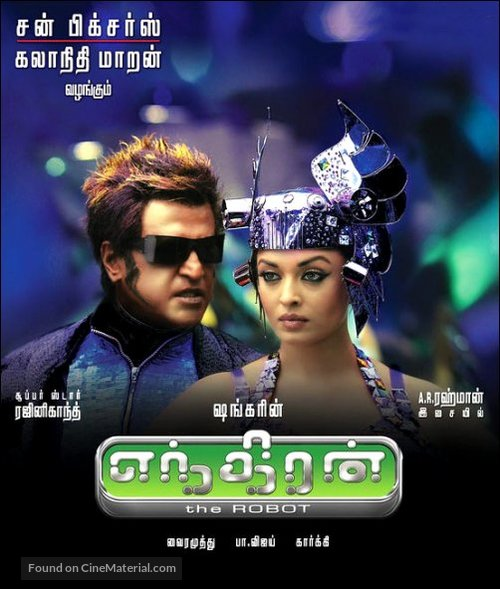 சன் பிக்சர்ஸ்
கலாநிதி மாறன்
வழங்கும்
சூப்பர் ஸ்டார்
ரஜினிகாந்த்
ஷங்கரின்
A.R.ரஹ்மான்
இசையில்
எந்திரன்
the ROBOT
வைரமுத்து பா.விஜய் கார்க்கி
Found on CineMaterial.com